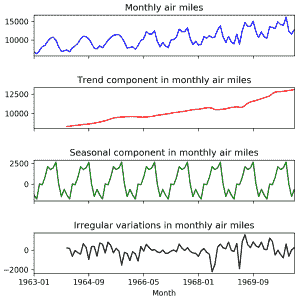 Monthly air miles
15000
10000
Trend component in monthly air miles
12500
10000
Seasonal component in monthly air miles
2500
0
Irregular variations in monthly air miles
0
−2000
1963-01 1964-09 1966-05 1968-01 1969-09
Month